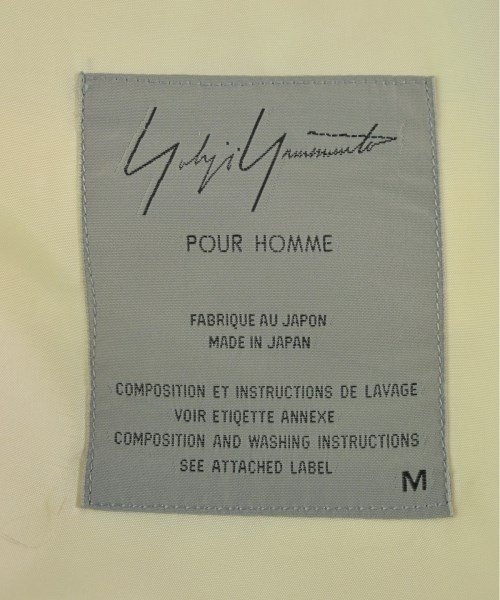 Yohji Yamamoto
POUR HOMME
FABRIQUE AU JAPON
MADE IN JAPAN
COMPOSITION ET INSTRUCTIONS DE LAVAGE
VOIR ETIQETTE ANNEXE
COMPOSITION AND WASHING INSTRUCTIONS
SEE ATTACHED LABEL
M